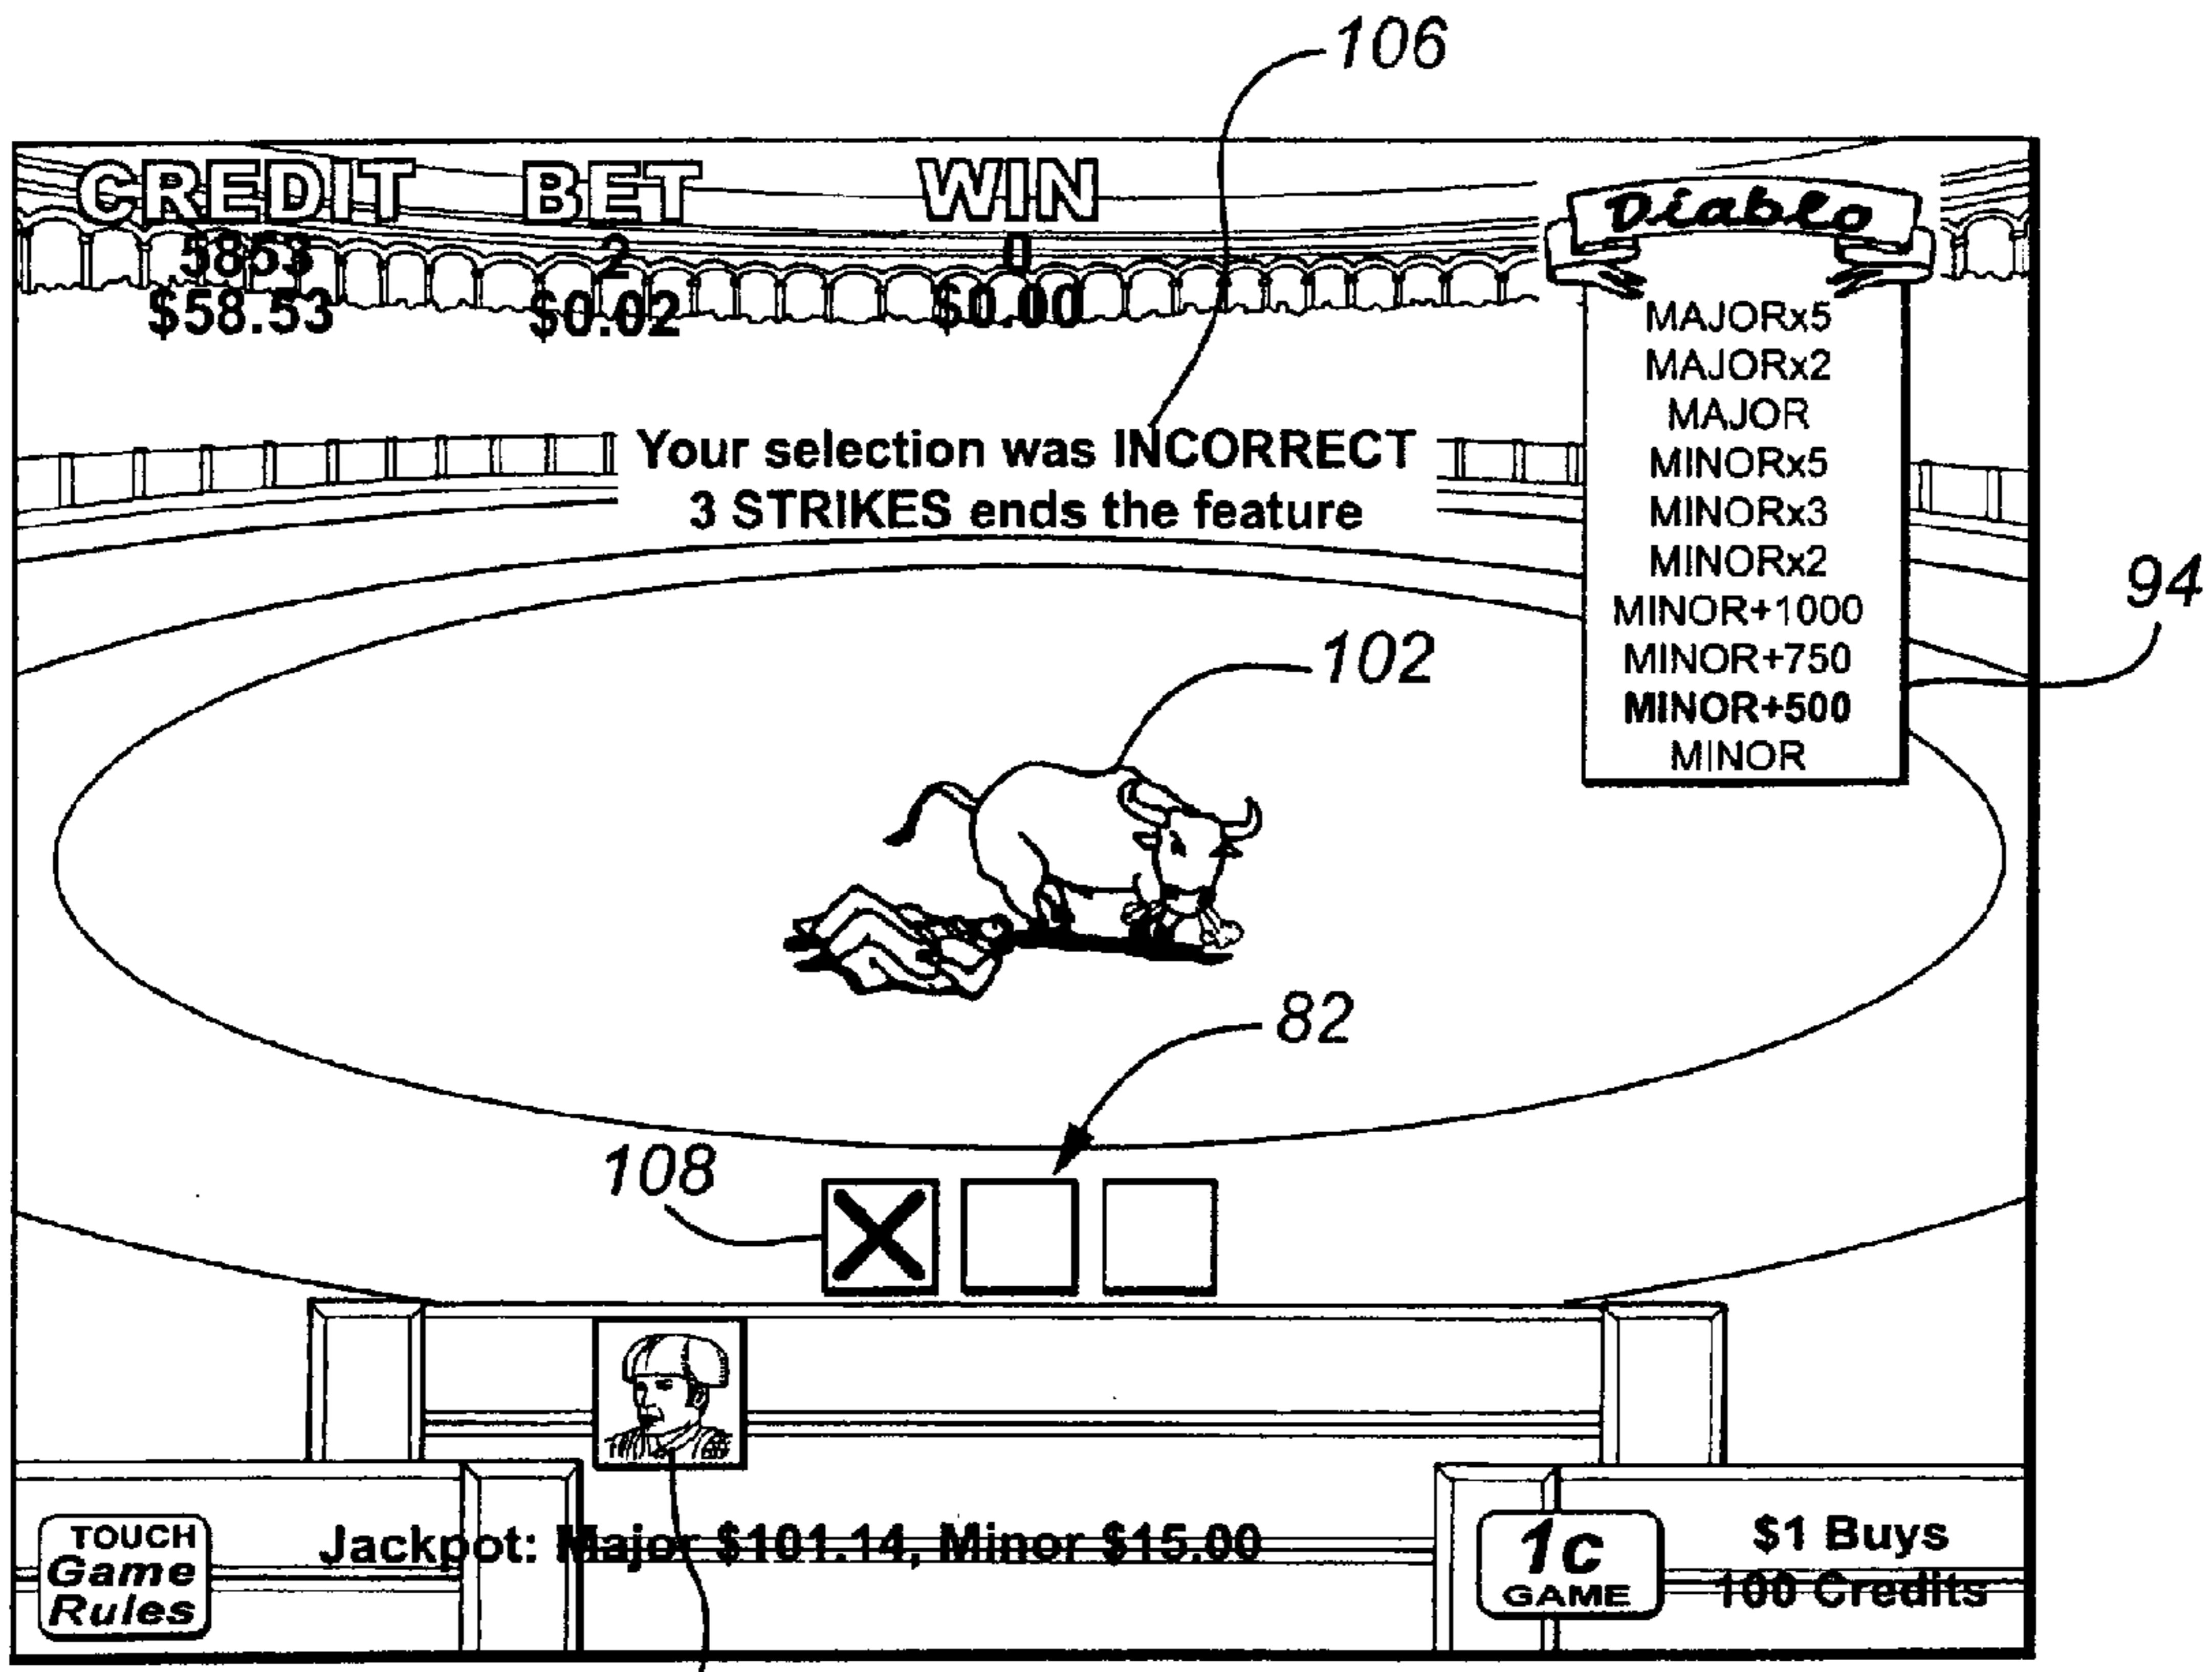 106
CREDIT BET WIN
5853 2 0
$58.53 $0.02 $0.00
Diablo
MAJORx5
MAJORx2
MAJOR
MINORx5
MINORx3
MINORx2
MINOR+1000
MINOR+750
MINOR+500
MINOR
94
Your selection was INCORRECT
3 STRIKES ends the feature
102
82
108
TOUCH
Game
Rules
Jackpot: Major $101.14, Minor $15.00
1c
GAME
$1 Buys
100 Credits